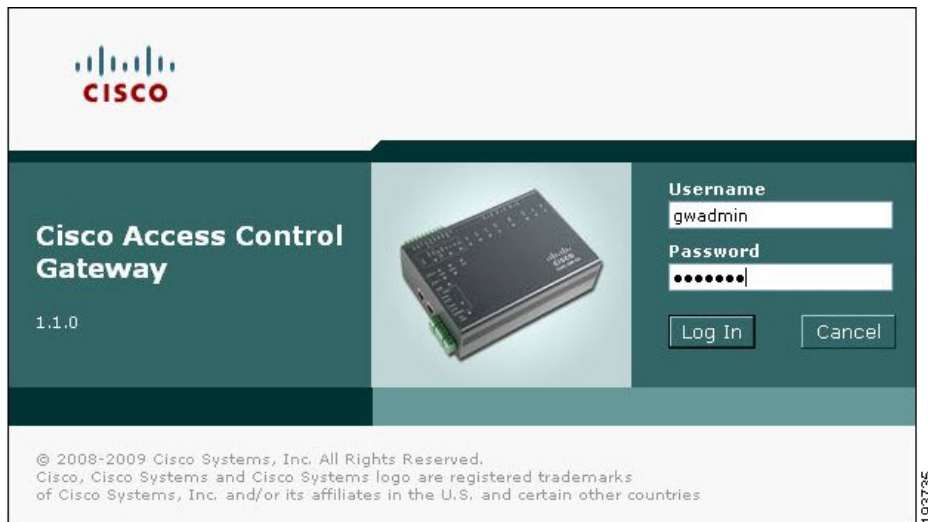 CISCO
Cisco Access Control
Gateway
1.1.0
Username
gwadmin
Password
•••••••
Log In
Cancel
© 2008-2009 Cisco Systems, Inc. All Rights Reserved.
Cisco, Cisco Systems and Cisco Systems logo are registered trademarks
of Cisco Systems, Inc. and/or its affiliates in the U.S. and certain other countries
193735